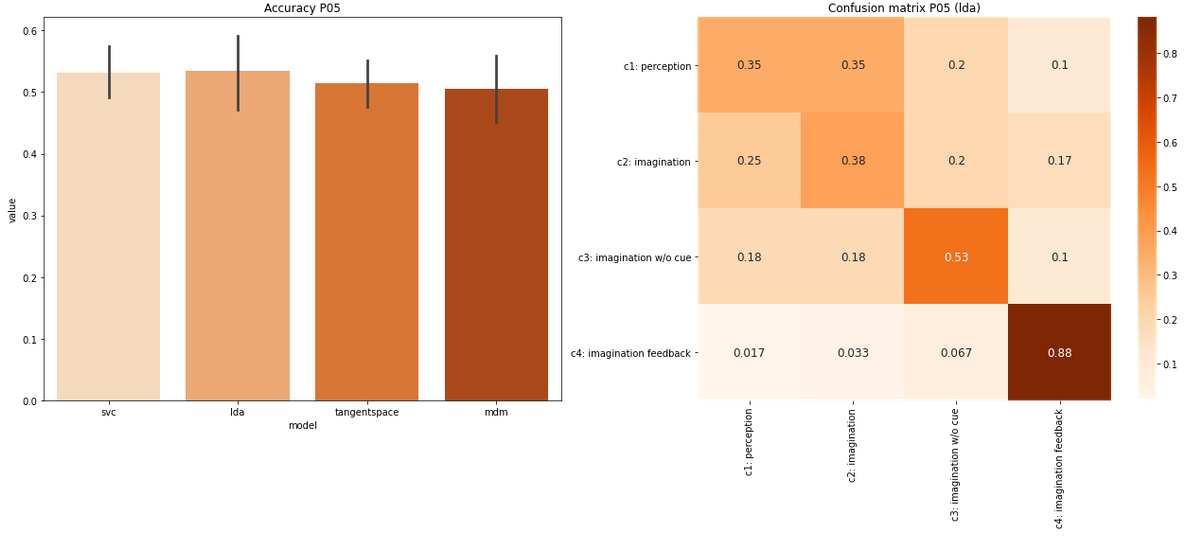 Accuracy P05
0.6
0.5
0.4
0.3
0.2
0.1
0.0
value
svc lda tangentspace mdm
model
Confusion matrix P05 (lda)
c1: perception 0.35 0.35 0.2 0.1
c2: imagination 0.25 0.38 0.2 0.17
c3: imagination w/o cue 0.18 0.18 0.53 0.1
c4: imagination feedback 0.017 0.033 0.067 0.88
c1: perception
c2: imagination
c3: imagination w/o cue
c4: imagination feedback
0.8
0.7
0.6
0.5
0.4
0.3
0.2
0.1